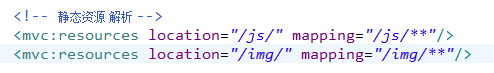 <!-- 静态资源 解析 -->
<mvc:resources location="/js/" mapping="/js/**"/>
<mvc:resources location="/img/" mapping="/img/**"/>